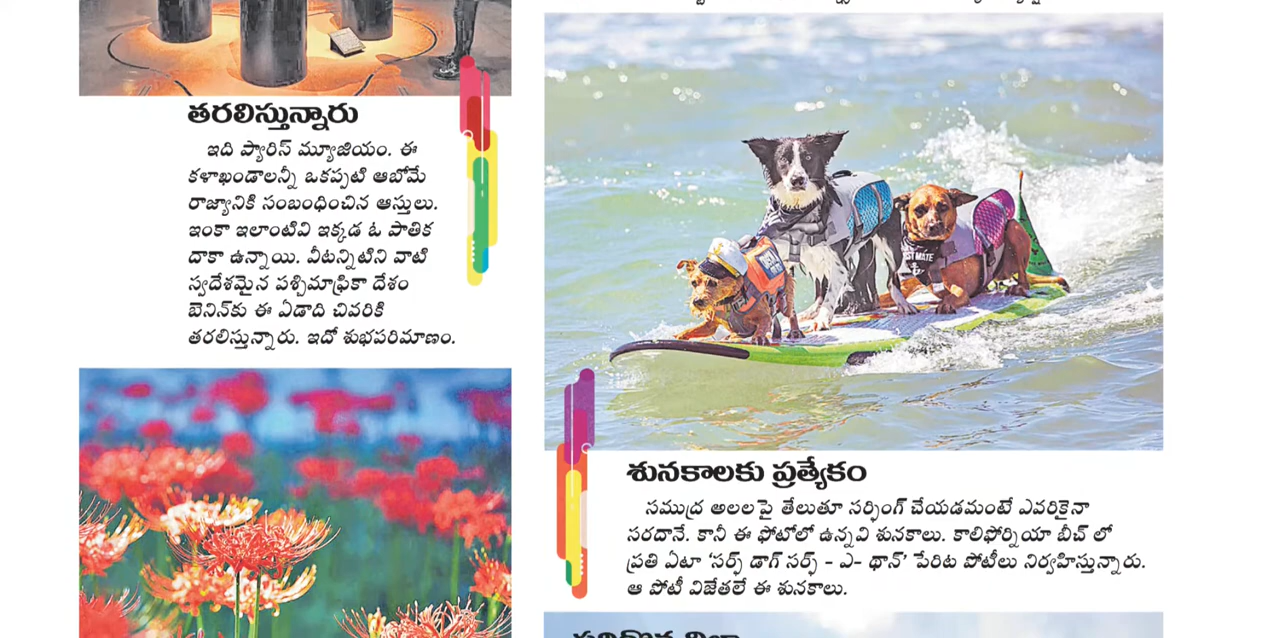 తరలిస్తున్నారు
ఇది ప్యారిస్ మ్యూజియం. ఈ
కళాఖండాలన్నీ ఒకప్పటి ఆబోమే
రాజ్యానికి సంబంధించిన ఆస్తులు.
ఇంకా ఇలాంటివి ఇక్కడ ఓ పాతిక
దాకా ఉన్నాయి. వీటన్నిటిని వాటి
స్వదేశమైన పశ్చిమాఫ్రికా దేశం
బెనిన్‌కు ఈ ఏడాది చివరికి
తరలిస్తున్నారు. ఇదో శుభపరిమాణం.
శునకాలకు ప్రత్యేకం
సముద్ర అలలపై తేలుతూ సర్ఫింగ్ చేయడమంటే ఎవరికైనా
సరదానే. కానీ ఈ ఫోటోలో ఉన్నవి శునకాలు. కాలిఫోర్నియా బీచ్ లో
ప్రతి ఏటా 'సర్ఫ్ డాగ్ సర్ఫ్ - ఎ- థాన్' పేరిట పోటీలు నిర్వహిస్తున్నారు.
ఆ పోటీ విజేతలే ఈ శునకాలు.